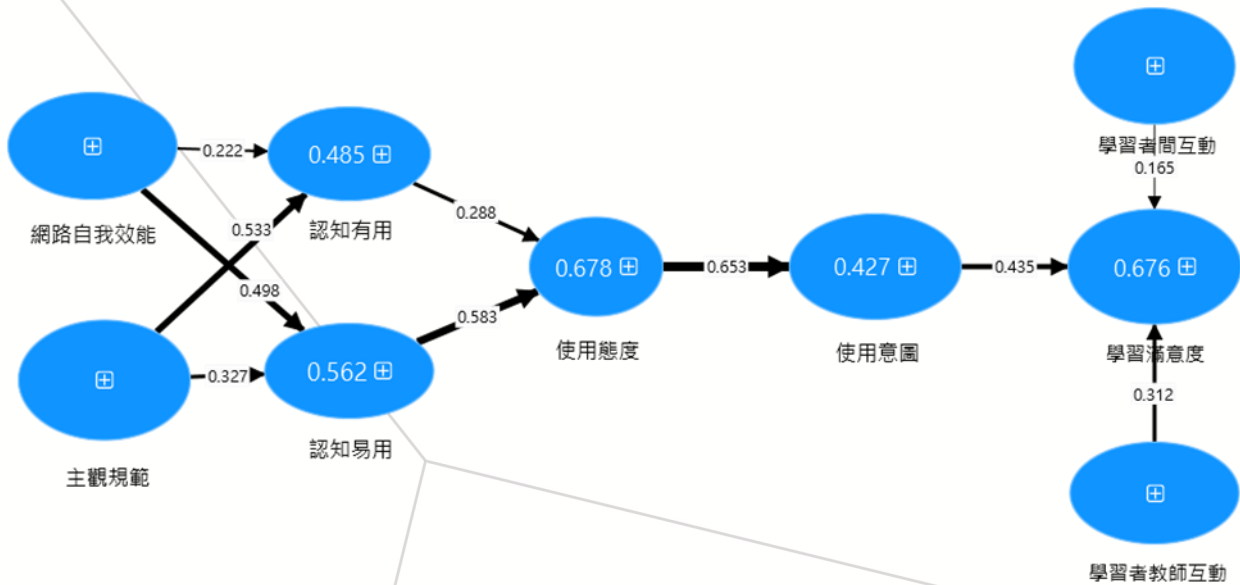 學習者間互動
0.165
網路自我效能
0.222
0.485
認知有用
0.533
0.498
主觀規範
0.327
0.562
認知易用
0.288
0.583
0.678
使用態度
0.653
0.427
使用意圖
0.435
0.676
學習滿意度
0.312
學習者教師互動